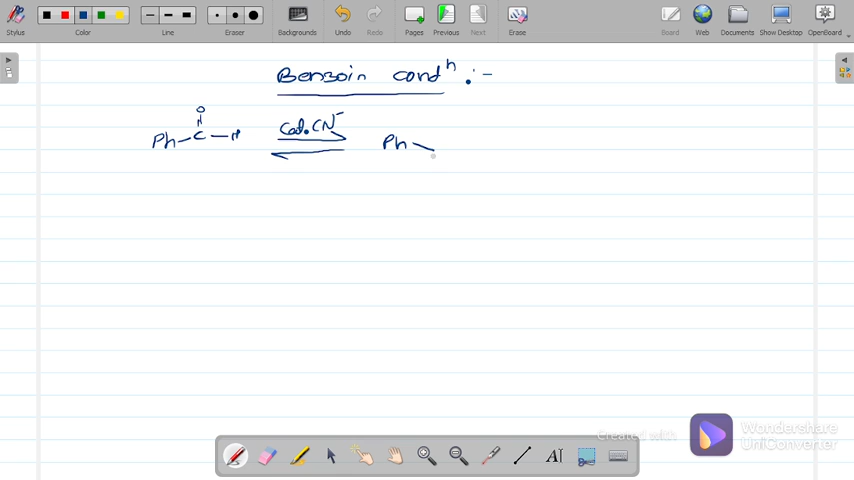 Stylus
Color
Line
Eraser
Backgrounds
Undo
Redo
Pages
Previous
Next
Erase
Board
Web
Documents
Show Desktop
OpenBoard
Benzoin condⁿ :-
O
Ph-C-H
Cat. CN⁻
Ph
Created with
Wondershare
UniConverter